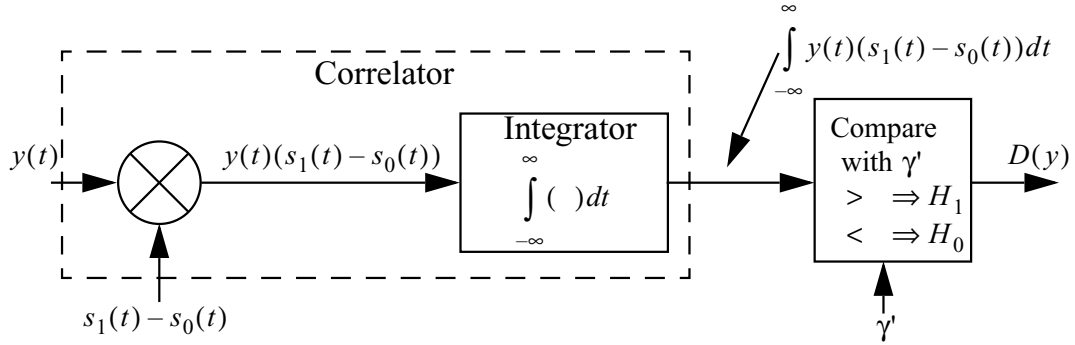 ∫_{-∞}^{∞} y(t)(s₁(t) – s₀(t))dt
Correlator
y(t)
y(t)(s₁(t) – s₀(t))
Integrator
∫_{-∞}^{∞} ( )dt
Compare
with γ'
> ⇒ H₁
< ⇒ H₀
D(y)
s₁(t) – s₀(t)
γ'